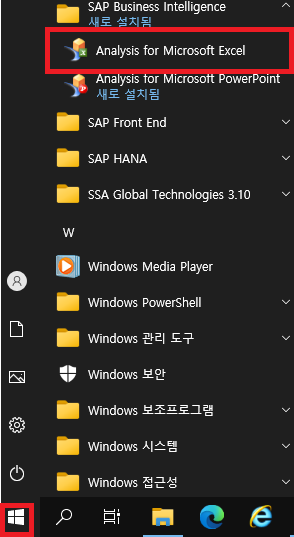 SAP Business Intelligence
새로 설치됨
Analysis for Microsoft Excel
Analysis for Microsoft PowerPoint
새로 설치됨
SAP Front End
SAP HANA
SSA Global Technologies 3.10
W
Windows Media Player
Windows PowerShell
Windows 관리 도구
Windows 보안
Windows 보조프로그램
Windows 시스템
Windows 접근성